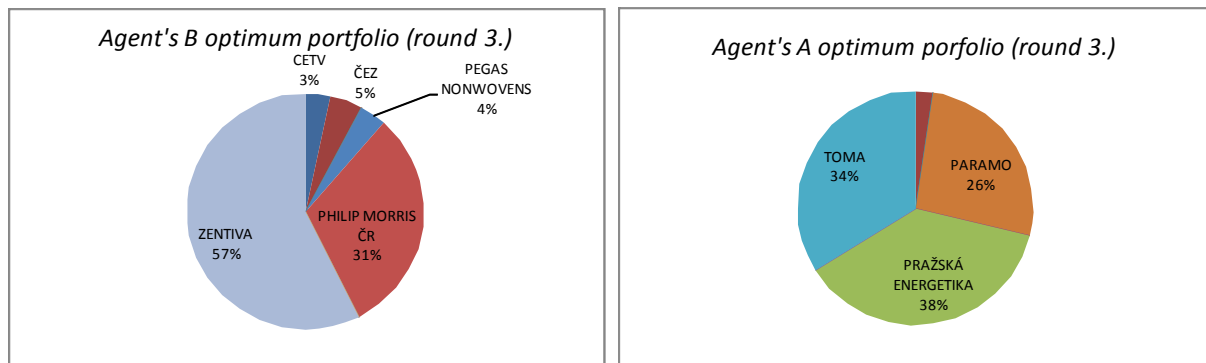 Agent's B optimum portfolio (round 3.)
CETV
3%
ČEZ
5%
PEGAS
NONWOVENS
4%
PHILIP MORRIS
ČR
31%
ZENTIVA
57%
Agent's A optimum porfolio (round 3.)
TOMA
34%
PARAMO
26%
PRAŽSKÁ
ENERGETIKA
38%